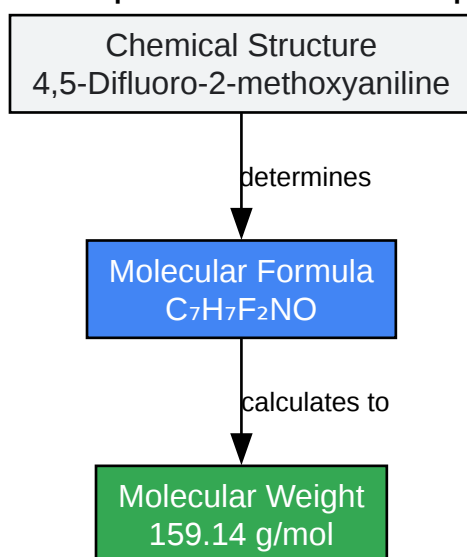 Chemical Structure
4,5-Difluoro-2-methoxyaniline
determines
Molecular Formula
C₇H₇F₂NO
calculates to
Molecular Weight
159.14 g/mol